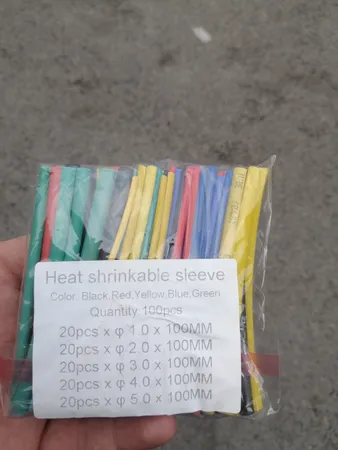 Heat shrinkable sleeve
Color: Black,Red,Yellow,Blue,Green
Quantity:100pcs
20pcs x φ 1.0 x 100MM
20pcs x φ 2.0 x 100MM
20pcs x φ 3.0 x 100MM
20pcs x φ 4.0 x 100MM
20pcs x φ 5.0 x 100MM